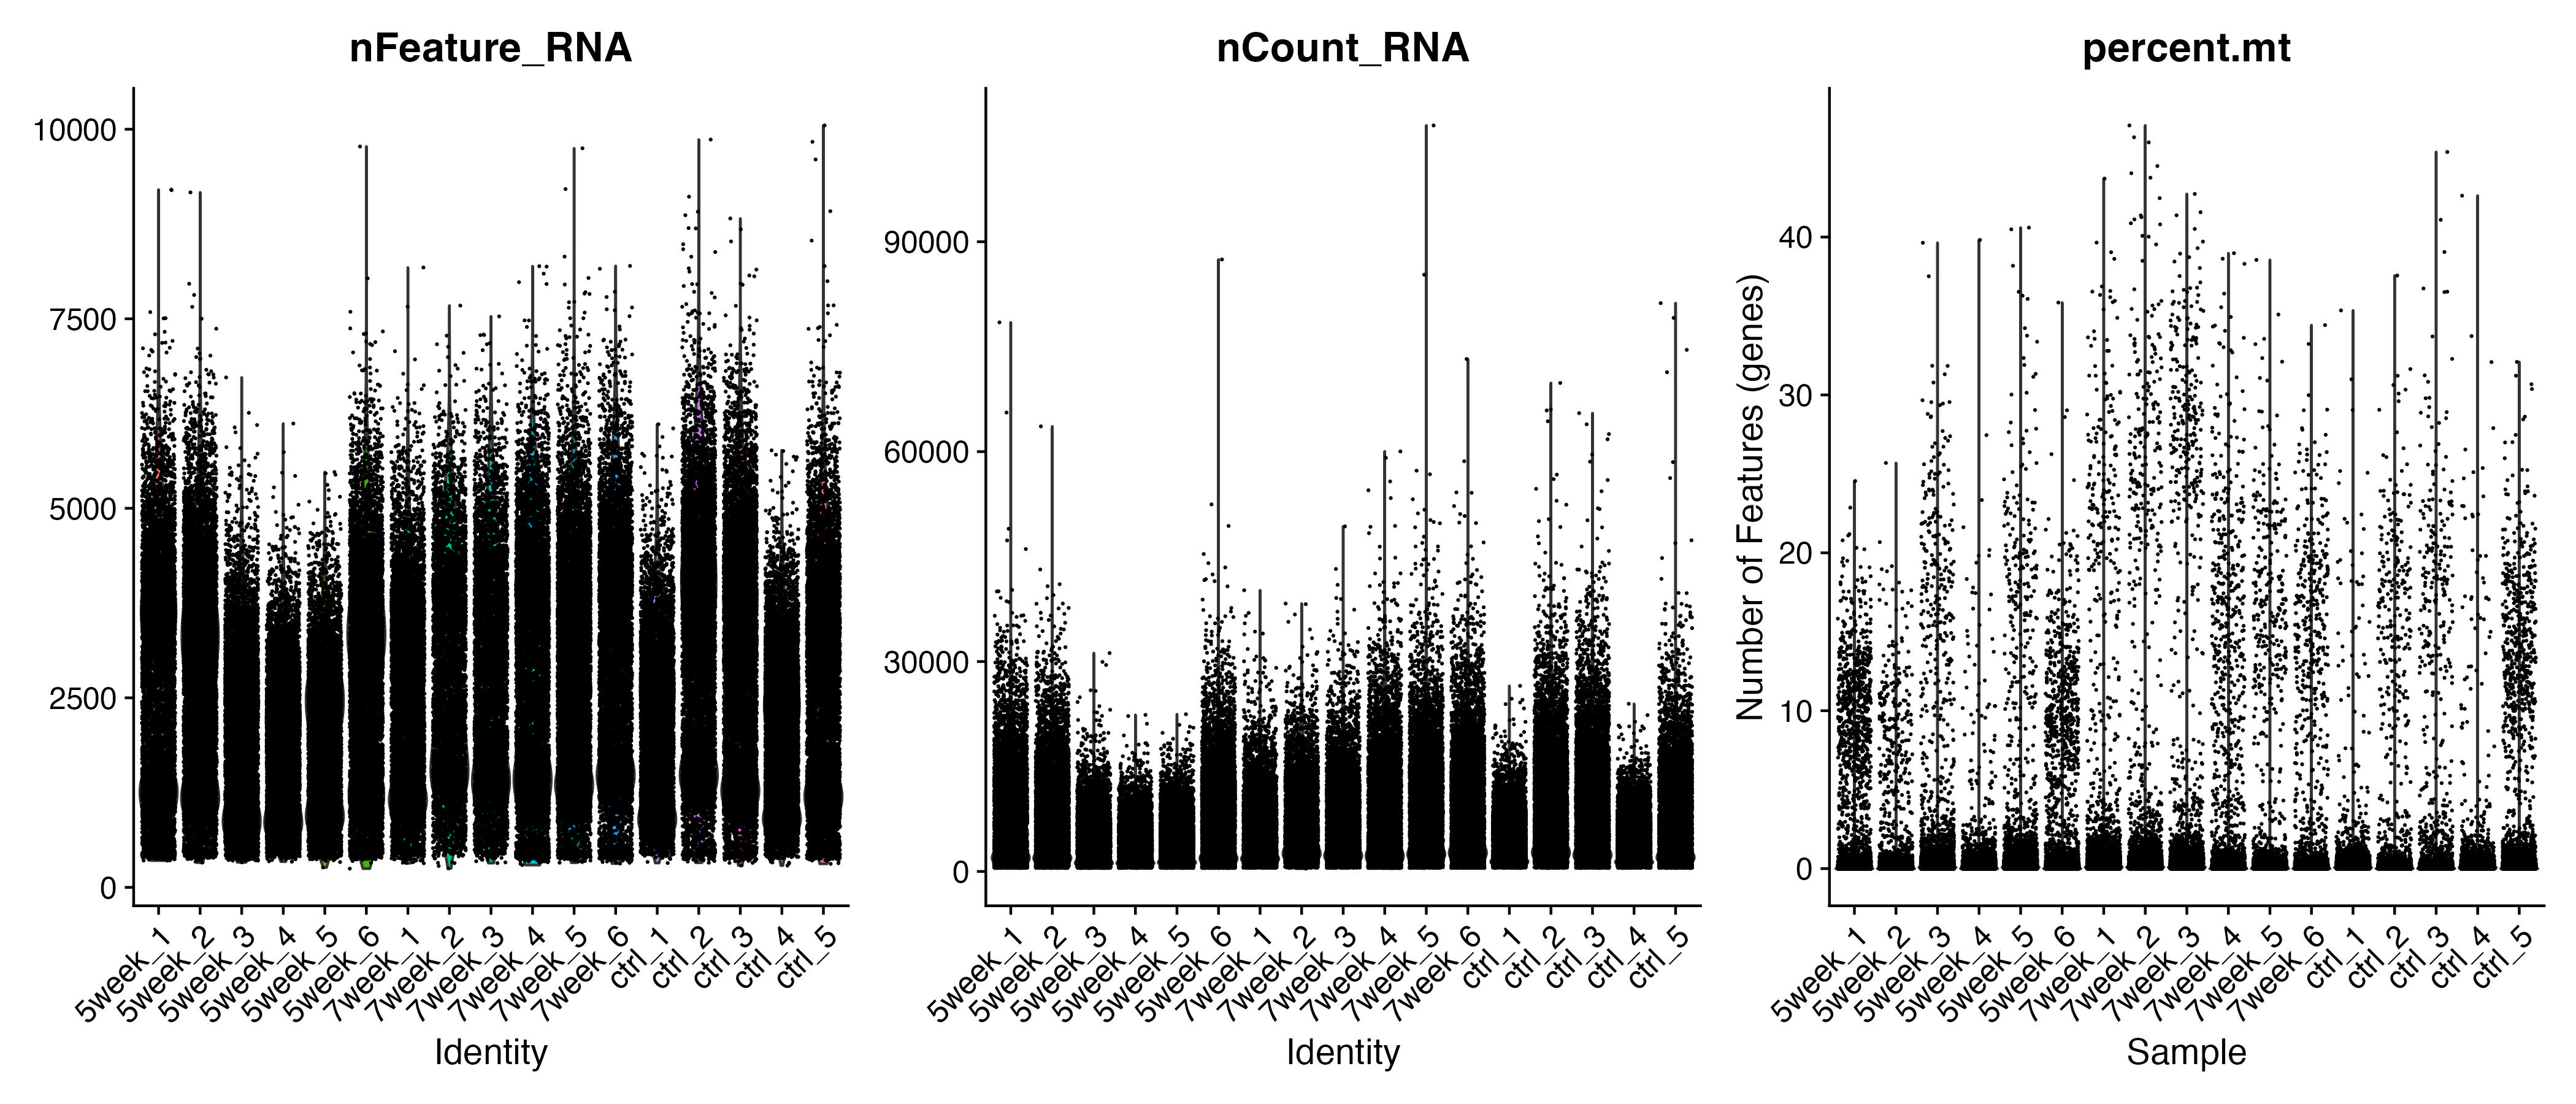 nFeature_RNA
10000
7500
5000
2500
0
5week_1
5week_2
5week_3
5week_4
5week_5
5week_6
7week_1
7week_2
7week_3
7week_4
7week_5
7week_6
ctrl_1
ctrl_2
ctrl_3
ctrl_4
ctrl_5
Identity
nCount_RNA
90000
60000
30000
0
5week_1
5week_2
5week_3
5week_4
5week_5
5week_6
7week_1
7week_2
7week_3
7week_4
7week_5
7week_6
ctrl_1
ctrl_2
ctrl_3
ctrl_4
ctrl_5
Identity
percent.mt
Number of Features (genes)
40
30
20
10
0
5week_1
5week_2
5week_3
5week_4
5week_5
5week_6
7week_1
7week_2
7week_3
7week_4
7week_5
7week_6
ctrl_1
ctrl_2
ctrl_3
ctrl_4
ctrl_5
Sample